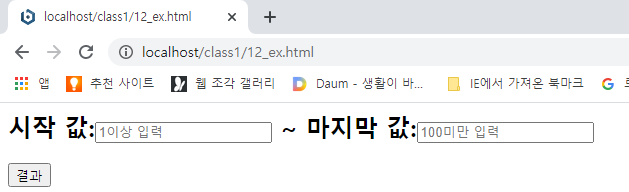 localhost/class1/12_ex.html
localhost/class1/12_ex.html
앱 추천 사이트 웹 조각 갤러리 Daum - 생활이 바... IE에서 가져온 북마크
시작 값: 1이상 입력 ~ 마지막 값: 100미만 입력
결과